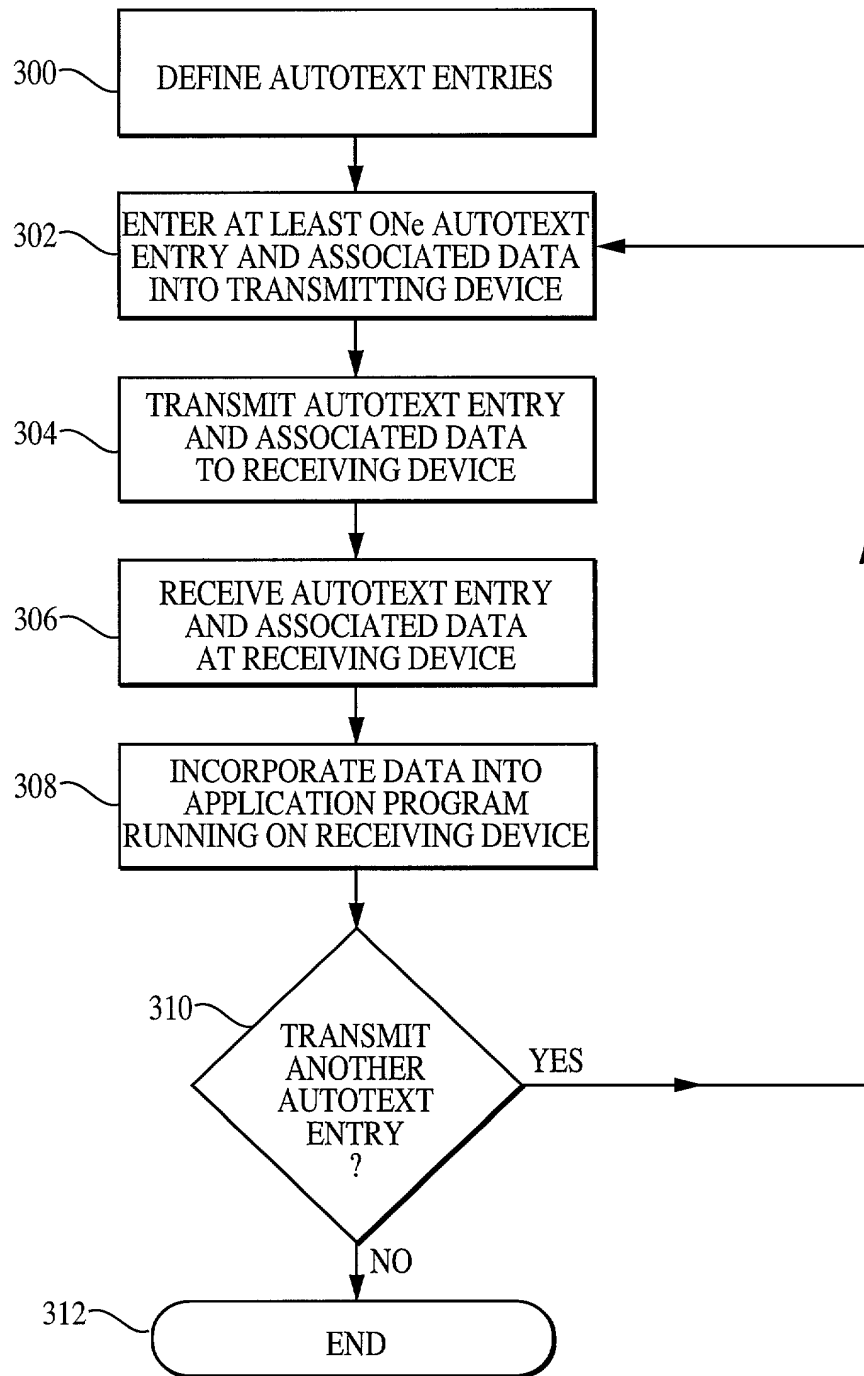 300
DEFINE AUTOTEXT ENTRIES
302
ENTER AT LEAST ONe AUTOTEXT
ENTRY AND ASSOCIATED DATA
INTO TRANSMITTING DEVICE
304
TRANSMIT AUTOTEXT ENTRY
AND ASSOCIATED DATA
TO RECEIVING DEVICE
306
RECEIVE AUTOTEXT ENTRY
AND ASSOCIATED DATA
AT RECEIVING DEVICE
308
INCORPORATE DATA INTO
APPLICATION PROGRAM
RUNNING ON RECEIVING DEVICE
310
TRANSMIT
ANOTHER
AUTOTEXT
ENTRY
?
YES
NO
312
END